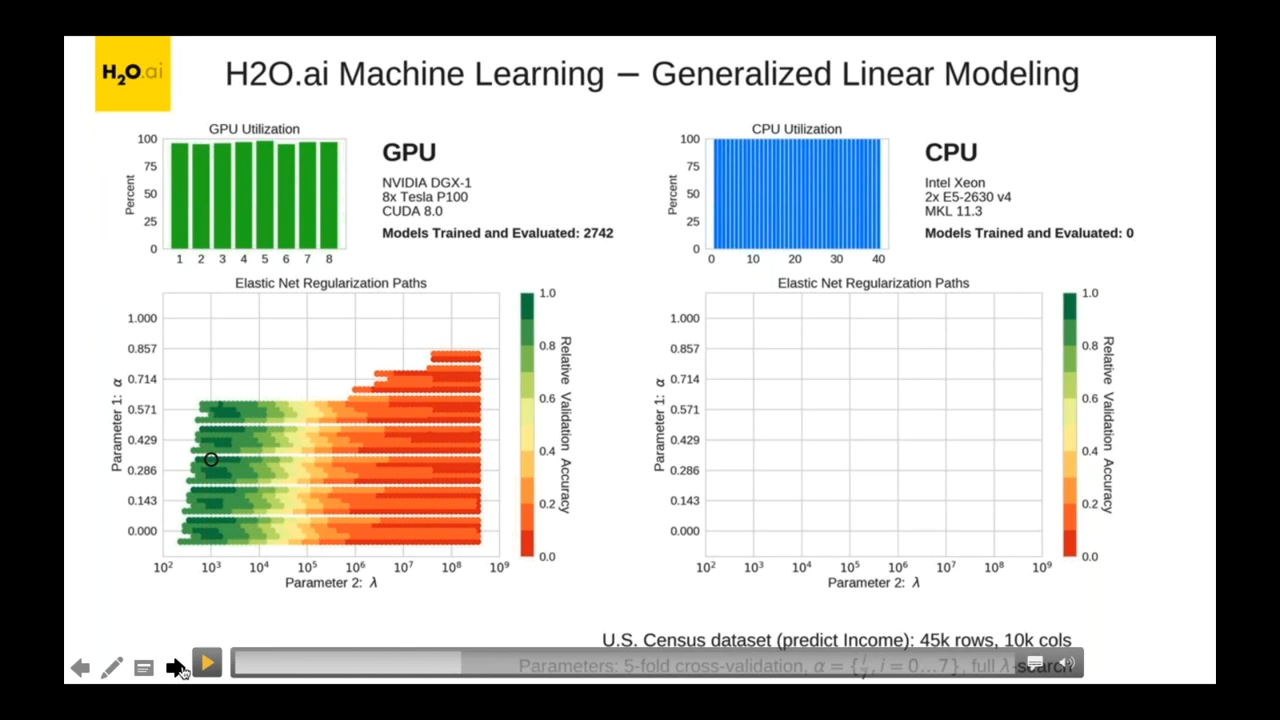 H2O.ai
H2O.ai Machine Learning – Generalized Linear Modeling
GPU Utilization
100
75
50
25
0
Percent
1 2 3 4 5 6 7 8
GPU
NVIDIA DGX-1
8x Tesla P100
CUDA 8.0
Models Trained and Evaluated: 2742
CPU Utilization
100
75
50
25
0
Percent
0 10 20 30 40
CPU
Intel Xeon
2x E5-2630 v4
MKL 11.3
Models Trained and Evaluated: 0
Elastic Net Regularization Paths
1.000
0.857
0.714
0.571
0.429
0.286
0.143
0.000
Parameter 1: α
10² 10³ 10⁴ 10⁵ 10⁶ 10⁷ 10⁸ 10⁹
Parameter 2: λ
1.0
0.8
0.6
0.4
0.2
0.0
Relative Validation Accuracy
Elastic Net Regularization Paths
1.000
0.857
0.714
0.571
0.429
0.286
0.143
0.000
Parameter 1: α
10² 10³ 10⁴ 10⁵ 10⁶ 10⁷ 10⁸ 10⁹
Parameter 2: λ
1.0
0.8
0.6
0.4
0.2
0.0
Relative Validation Accuracy
U.S. Census dataset (predict Income): 45k rows, 10k cols
Parameters: 5-fold cross-validation, α = {i/7, i = 0…7}, full λ-search